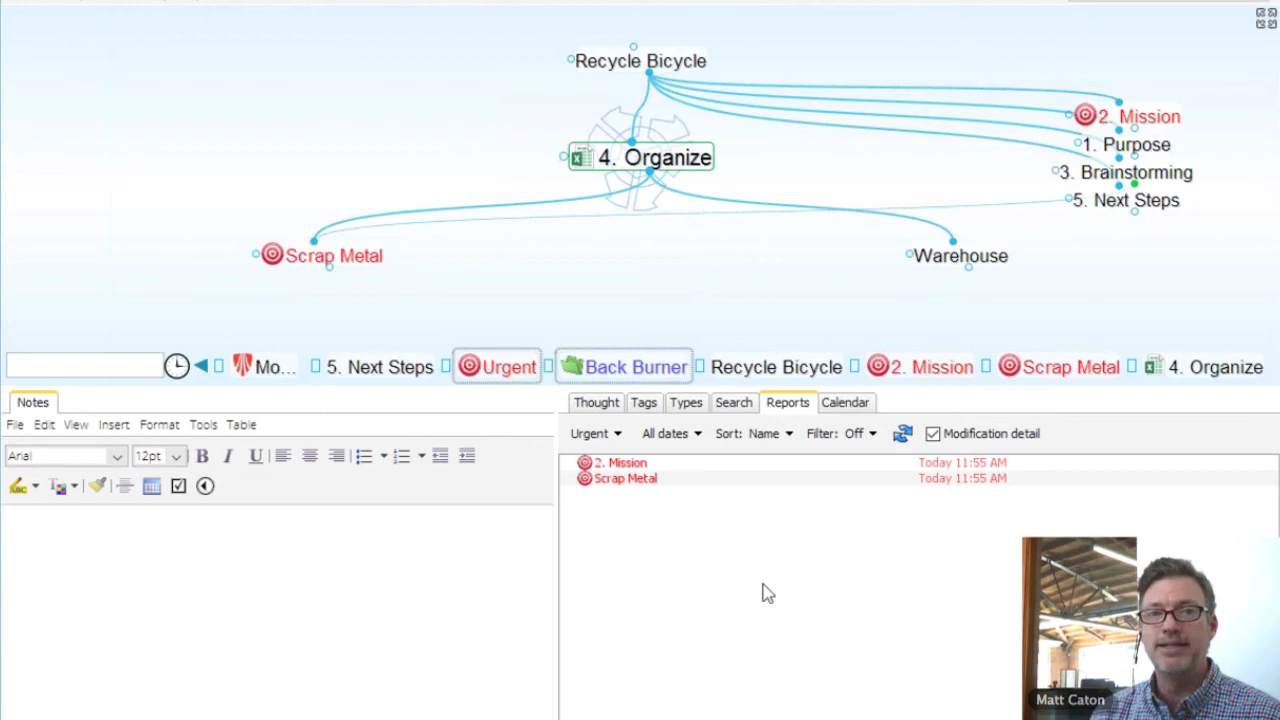 Recycle Bicycle
2. Mission
1. Purpose
4. Organize
3. Brainstorming
5. Next Steps
Scrap Metal
Warehouse
Mo... 5. Next Steps Urgent Back Burner Recycle Bicycle 2. Mission Scrap Metal 4. Organize
Notes
Thought Tags Types Search Reports Calendar
File Edit View Insert Format Tools Table
Urgent All dates Sort: Name Filter: Off Modification detail
Arial 12pt B I U
ABC
2. Mission Today 11:55 AM
Scrap Metal Today 11:55 AM
Matt Caton